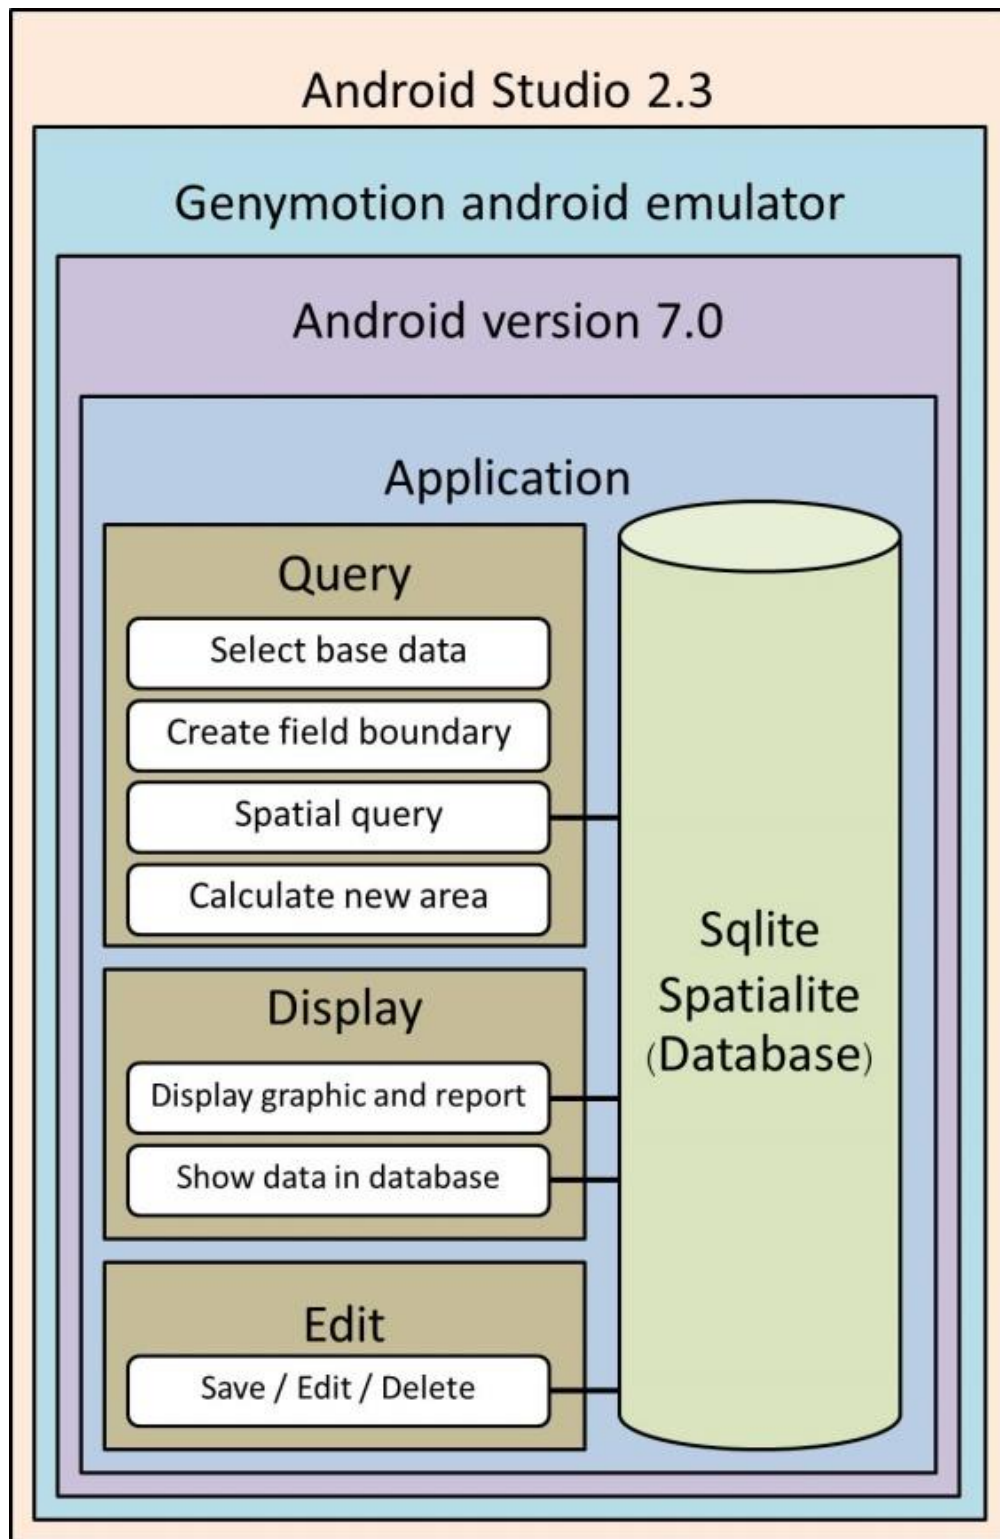 Android Studio 2.3
Genymotion android emulator
Android version 7.0
Application
Query
Select base data
Create field boundary
Spatial query
Calculate new area
Display
Display graphic and report
Show data in database
Edit
Save / Edit / Delete
Sqlite
Spatialite
(Database)